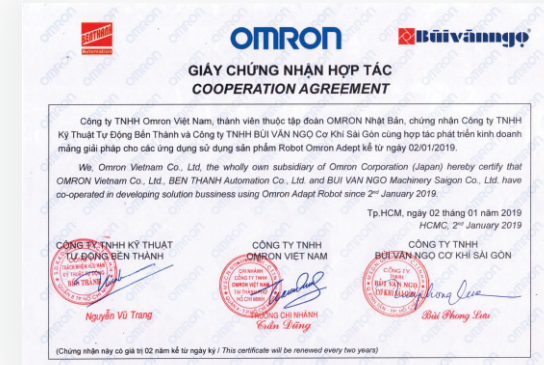 BENTHANH
Automation
OMRON
Bùivănngọ
GIẤY CHỨNG NHẬN HỢP TÁC
COOPERATION AGREEMENT
Công ty TNHH Omron Việt Nam, thành viên thuộc tập đoàn OMRON Nhật Bản, chứng nhận Công ty TNHH
Kỹ Thuật Tự Động Bến Thành và Công ty TNHH BÙI VĂN NGỌ Cơ Khí Sài Gòn cùng hợp tác phát triển kinh doanh
mảng giải pháp cho các ứng dụng sử dụng sản phẩm Robot Omron Adept kể từ ngày 02/01/2019.
We, Omron Vietnam Co., Ltd, the wholly own subsidiary of Omron Corporation (Japan) hereby certify that
OMRON Vietnam Co., Ltd., BEN THANH Automation Co., Ltd. and BUI VAN NGO Machinery Saigon Co., Ltd. have
co-operated in developing solution bussiness using Omron Adapt Robot since 2nd January 2019.
Tp.HCM, ngày 02 tháng 01 năm 2019
HCMC, 2nd January 2019
CÔNG TY TNHH KỸ THUẬT
TỰ ĐỘNG BẾN THÀNH
CÔNG TY TNHH
OMRON VIỆT NAM
CÔNG TY TNHH
BÙI VĂN NGỌ CƠ KHÍ SÀI GÒN
Nguyễn Vũ Trang
TRƯỞNG CHI NHÁNH
Trần Dũng
Bùi Phong Lưu
(Chứng nhận này có giá trị 02 năm kể từ ngày ký / This certificate will be renewed every two years)